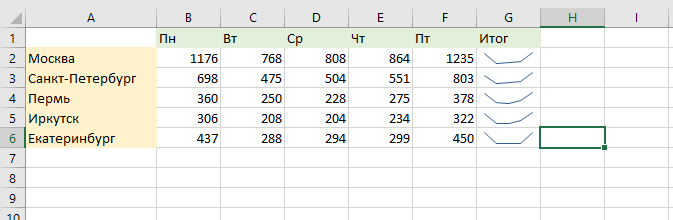 A B C D E F G H I
1 Пн Вт Ср Чт Пт Итог
2 Москва 1176 768 808 864 1235
3 Санкт-Петербург 698 475 504 551 803
4 Пермь 360 250 228 275 378
5 Иркутск 306 208 204 234 322
6 Екатеринбург 437 288 294 299 450
7
8
9
10